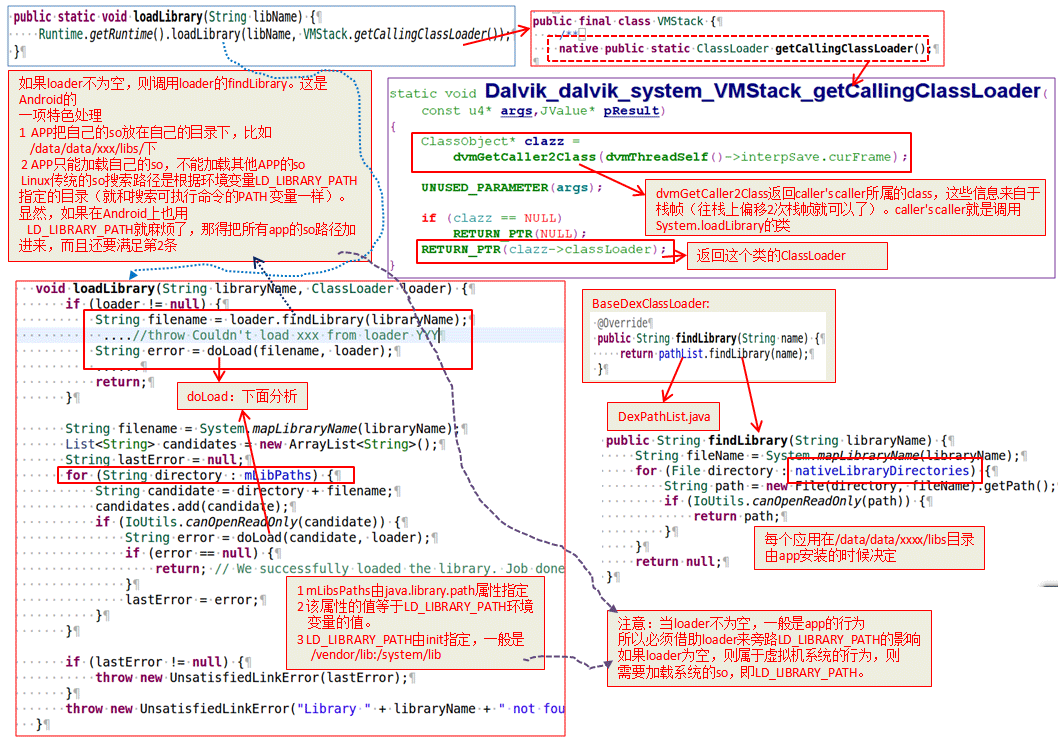 public static void loadLibrary(String libName) {
Runtime.getRuntime().loadLibrary(libName, VMStack.getCallingClassLoader());
}
public final class VMStack {
/**
native public static ClassLoader getCallingClassLoader();
如果loader不为空，则调用loader的findLibrary。这是
Android的
一项特色处理
1 APP把自己的so放在自己的目录下，比如
/data/data/xxx/libs/下
2 APP只能加载自己的so，不能加载其他APP的so
Linux传统的so搜索路径是根据环境变量LD_LIBRARY_PATH
指定的目录（就和搜索可执行命令的PATH变量一样）。
显然，如果在Android上也用
LD_LIBRARY_PATH就麻烦了，那得把所有app的so路径加
进来，而且还要满足第2条
static void Dalvik_dalvik_system_VMStack_getCallingClassLoader(
const u4* args,JValue* pResult)
{
ClassObject* clazz =
dvmGetCaller2Class(dvmThreadSelf()->interpSave.curFrame);
UNUSED_PARAMETER(args);
if (clazz == NULL)
RETURN_PTR(NULL);
RETURN_PTR(clazz->classLoader);
}
dvmGetCaller2Class返回caller's caller所属的class，这些信息来自于
栈帧（往栈上偏移2次栈帧就可以了）。caller's caller就是调用
System.loadLibrary的类
返回这个类的ClassLoader
void loadLibrary(String libraryName, ClassLoader loader) {
if (loader != null) {
String filename = loader.findLibrary(libraryName);
....//throw Couldn't load xxx from loader YYY
String error = doLoad(filename, loader);
......
return;
}
doLoad：下面分析
String filename = System.mapLibraryName(libraryName);
List<String> candidates = new ArrayList<String>();
String lastError = null;
for (String directory : mLibPaths) {
String candidate = directory + filename;
candidates.add(candidate);
if (IoUtils.canOpenReadOnly(candidate)) {
String error = doLoad(candidate, loader);
if (error == null) {
return; // We successfully loaded the library. Job done
}
lastError = error;
}
}
if (lastError != null) {
throw new UnsatisfiedLinkError(lastError);
}
throw new UnsatisfiedLinkError("Library " + libraryName + " not fou
}
1 mLibsPaths由java.library.path属性指定
2 该属性的值等于LD_LIBRARY_PATH环境
变量的值。
3 LD_LIBRARY_PATH由init指定，一般是
/vendor/lib:/system/lib
BaseDexClassLoader:
@Override
public String findLibrary(String name) {
return pathList.findLibrary(name);
}
DexPathList.java
public String findLibrary(String libraryName) {
String fileName = System.mapLibraryName(libraryName);
for (File directory : nativeLibraryDirectories) {
String path = new File(directory, fileName).getPath();
if (IoUtils.canOpenReadOnly(path)) {
return path;
}
}
return null;
}
每个应用在/data/data/xxxx/libs目录
由app安装的时候决定
注意：当loader不为空，一般是app的行为
所以必须借助loader来旁路LD_LIBRARY_PATH的影响
如果loader为空，则属于虚拟机系统的行为，则
需要加载系统的so，即LD_LIBRARY_PATH。